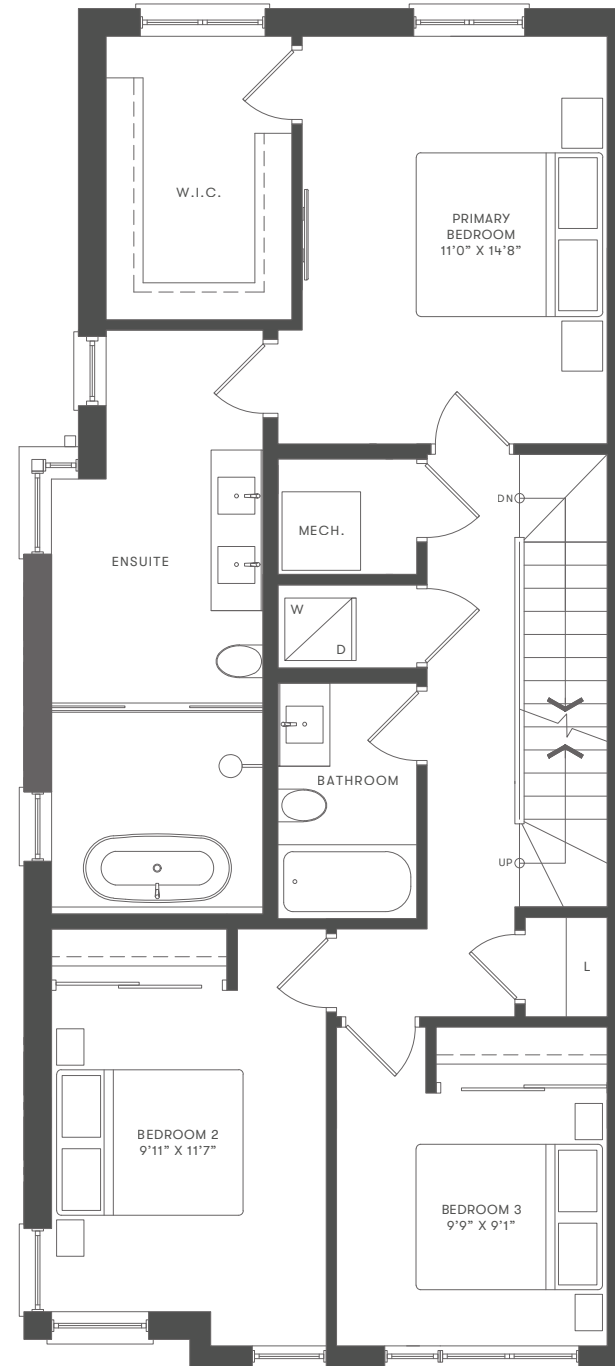 W.I.C.
PRIMARY
BEDROOM
11'0" X 14'8"
DN
MECH.
ENSUITE
W
D
BATHROOM
UP
L
BEDROOM 2
9'11" X 11'7"
BEDROOM 3
9'9" X 9'1"